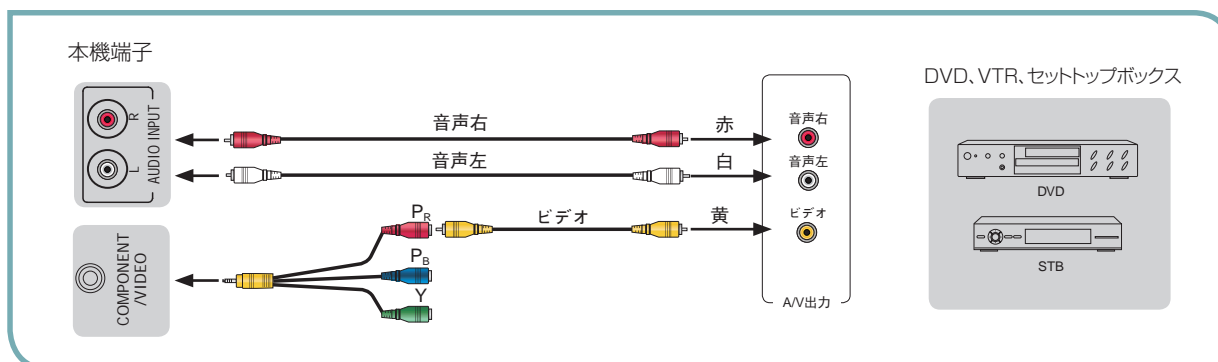 本機端子
DVD、VTR、セットトップボックス
R
L
AUDIO INPUT
音声右
赤
音声右
音声左
白
音声左
PR
ビデオ
黄
ビデオ
PB
Y
COMPONENT
/VIDEO
A/V出力
DVD
STB